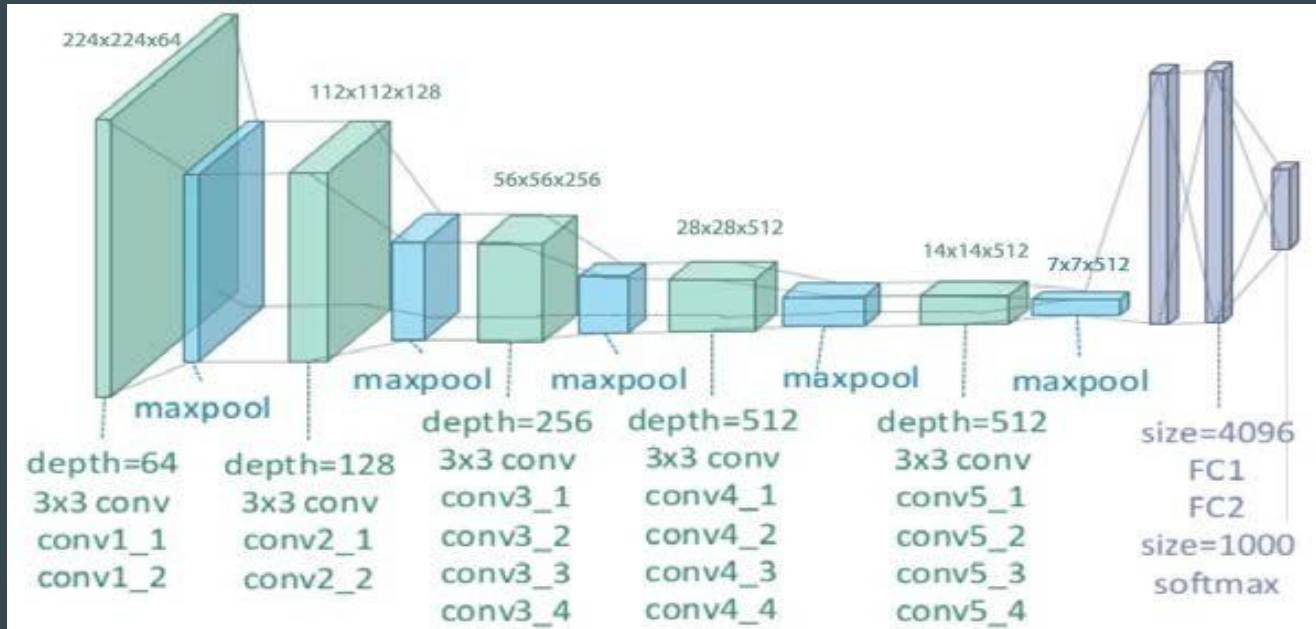 224x224x64
112x112x128
56x56x256
28x28x512
14x14x512
7x7x512
maxpool
maxpool
maxpool
maxpool
maxpool
depth=64
3x3 conv
conv1_1
conv1_2
depth=128
3x3 conv
conv2_1
conv2_2
depth=256
3x3 conv
conv3_1
conv3_2
conv3_3
conv3_4
depth=512
3x3 conv
conv4_1
conv4_2
conv4_3
conv4_4
depth=512
3x3 conv
conv5_1
conv5_2
conv5_3
conv5_4
size=4096
FC1
FC2
size=1000
softmax